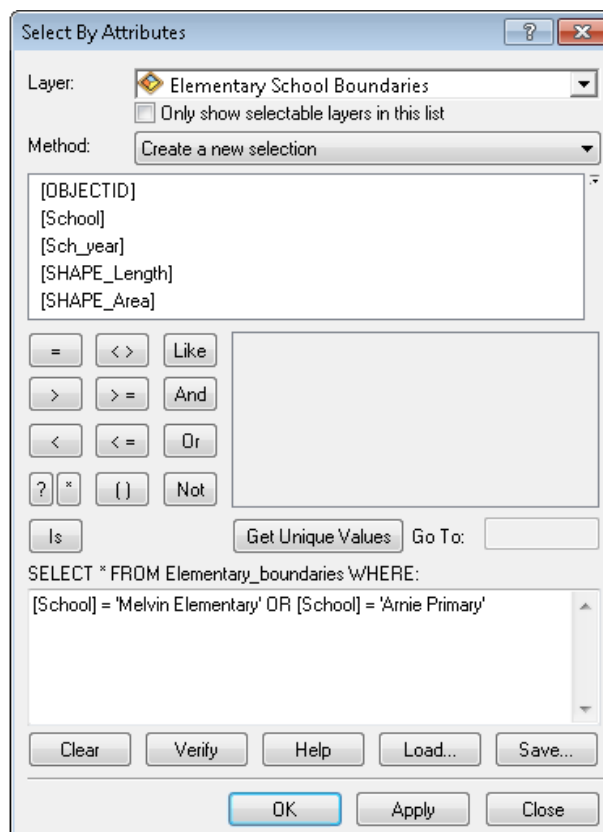 Select By Attributes ?
Layer: Elementary School Boundaries
Only show selectable layers in this list
Method: Create a new selection
[OBJECTID]
[School]
[Sch_year]
[SHAPE_Length]
[SHAPE_Area]
= < > Like
> > = And
< < = Or
? * ( ) Not
Is Get Unique Values Go To:
SELECT * FROM Elementary_boundaries WHERE:
[School] = 'Melvin Elementary' OR [School] = 'Arnie Primary'
Clear Verify Help Load... Save...
OK Apply Close